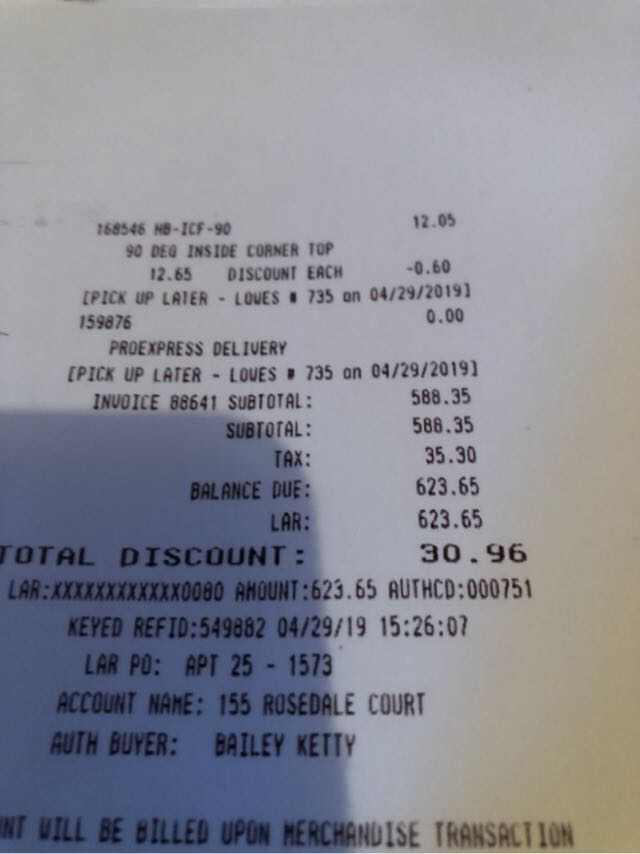 168546 HB-ICF-90 12.05
90 DEG INSIDE CORNER TOP
12.65 DISCOUNT EACH -0.60
[PICK UP LATER - LOWES # 735 on 04/29/2019]
159876 0.00
PROEXPRESS DELIVERY
[PICK UP LATER - LOWES # 735 on 04/29/2019]
INVOICE 88641 SUBTOTAL: 588.35
SUBTOTAL: 588.35
TAX: 35.30
BALANCE DUE: 623.65
LAR: 623.65
TOTAL DISCOUNT: 30.96
LAR:XXXXXXXXXXXX0080 AMOUNT:623.65 AUTHCD:000751
KEYED REFID:549882 04/29/19 15:26:07
LAR PO: APT 25 - 1573
ACCOUNT NAME: 155 ROSEDALE COURT
AUTH BUYER: BAILEY KETTY
WILL BE BILLED UPON MERCHANDISE TRANSACTION